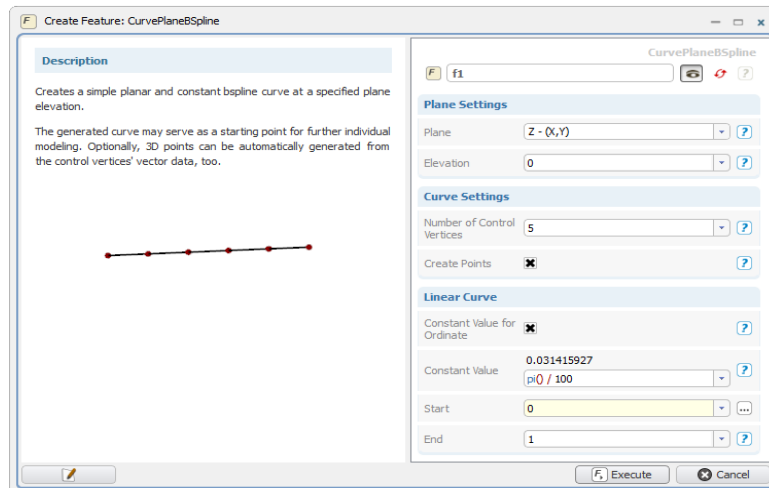 Create Feature: CurvePlaneBSpline
Description
Creates a simple planar and constant bspline curve at a specified plane
elevation.
The generated curve may serve as a starting point for further individual
modeling. Optionally, 3D points can be automatically generated from
the control vertices' vector data, too.
CurvePlaneBSpline
F f1 ?
Plane Settings
Plane Z - (X,Y) ?
Elevation 0 ?
Curve Settings
Number of Control
Vertices 5 ?
Create Points ?
Linear Curve
Constant Value for
Ordinate ?
0.031415927
Constant Value pi() / 100 ?
Start 0 ...
End 1 ?
Execute Cancel